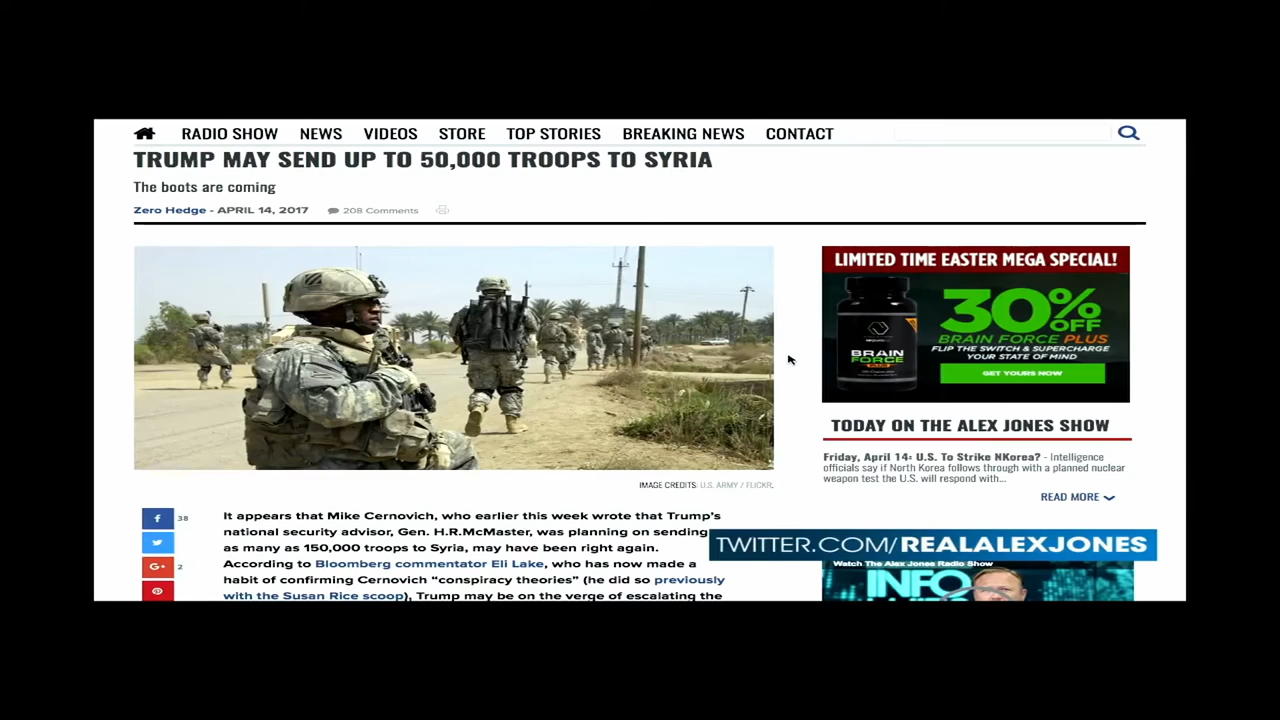 RADIO SHOW NEWS VIDEOS STORE TOP STORIES BREAKING NEWS CONTACT
TRUMP MAY SEND UP TO 50,000 TROOPS TO SYRIA
The boots are coming
Zero Hedge - APRIL 14, 2017 208 Comments
IMAGE CREDITS: U.S. ARMY / FLICKR.
38
2
It appears that Mike Cernovich, who earlier this week wrote that Trump's
national security advisor, Gen. H.R.McMaster, was planning on sending
as many as 150,000 troops to Syria, may have been right again.
According to Bloomberg commentator Eli Lake, who has now made a
habit of confirming Cernovich “conspiracy theories” (he did so previously
with the Susan Rice scoop), Trump may be on the verge of escalating the
LIMITED TIME EASTER MEGA SPECIAL!
30% OFF
BRAIN FORCE PLUS
FLIP THE SWITCH & SUPERCHARGE
YOUR STATE OF MIND
GET YOURS NOW
BRAIN
FORCE
PLUS
TODAY ON THE ALEX JONES SHOW
Friday, April 14: U.S. To Strike NKorea? - Intelligence
officials say if North Korea follows through with a planned nuclear
weapon test the U.S. will respond with...
READ MORE
TWITTER.COM/REALALEXJONES
Watch The Alex Jones Radio Show
INFO